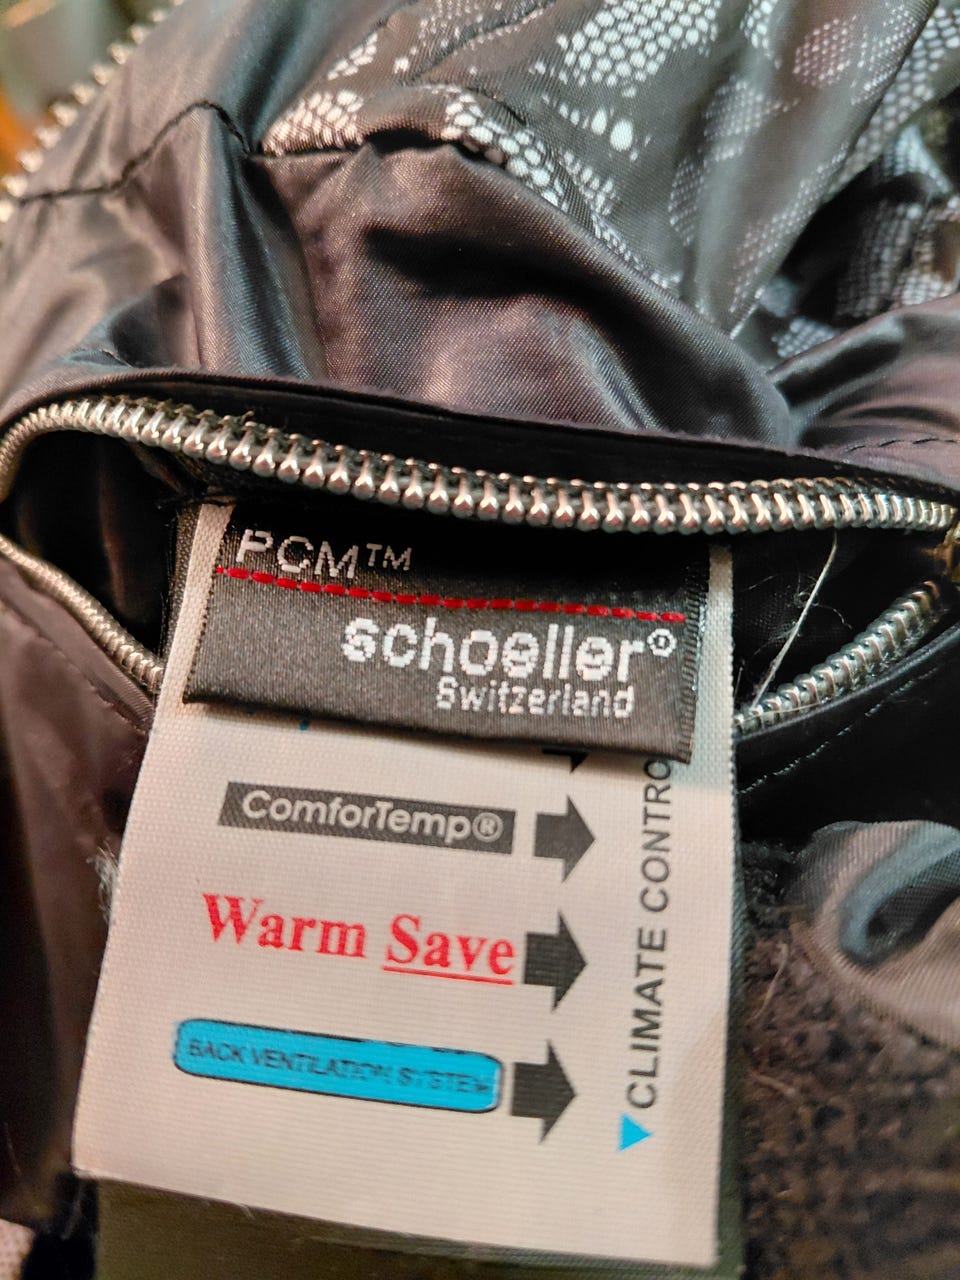 PCM™
schoeller®
Switzerland
ComforTemp®
Warm Save
BACK VENTILATION SYSTEM
CLIMATE CONTRO